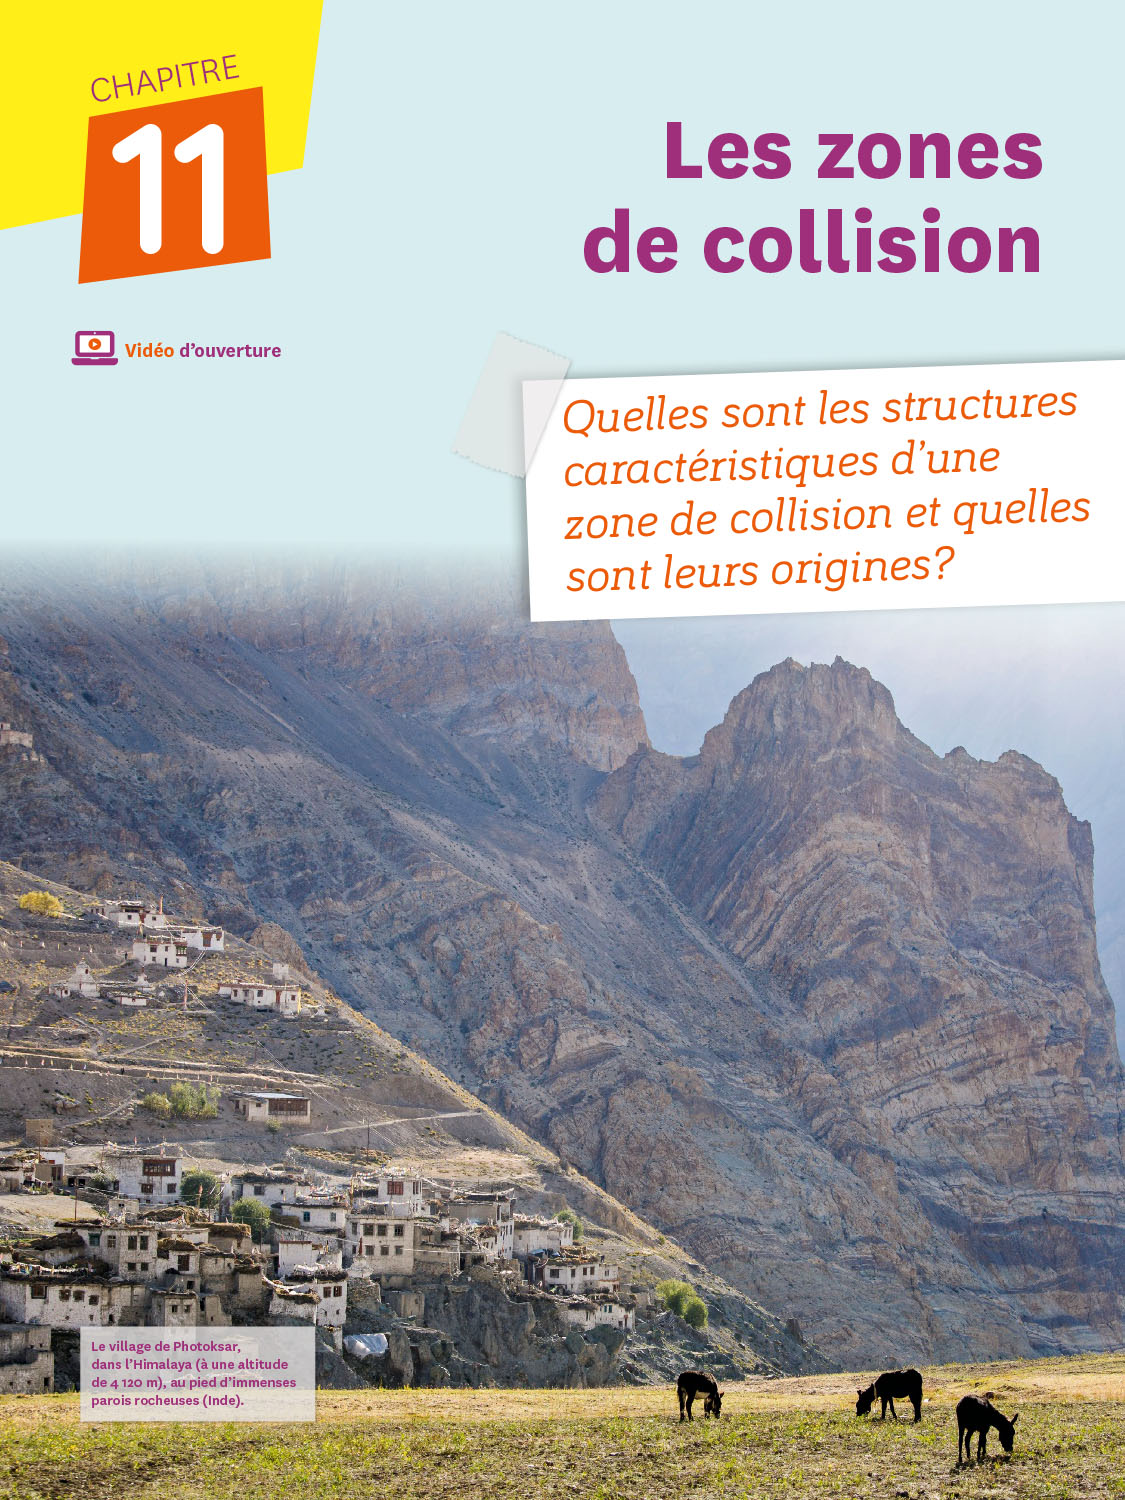 CHAPITRE
11
Les zones
de collision
Vidéo d’ouverture
Quelles sont les structures
caractéristiques d’une
zone de collision et quelles
sont leurs origines?
Le village de Photoksar,
dans l’Himalaya (à une altitude
de 4 120 m), au pied d’immenses
parois rocheuses (Inde).